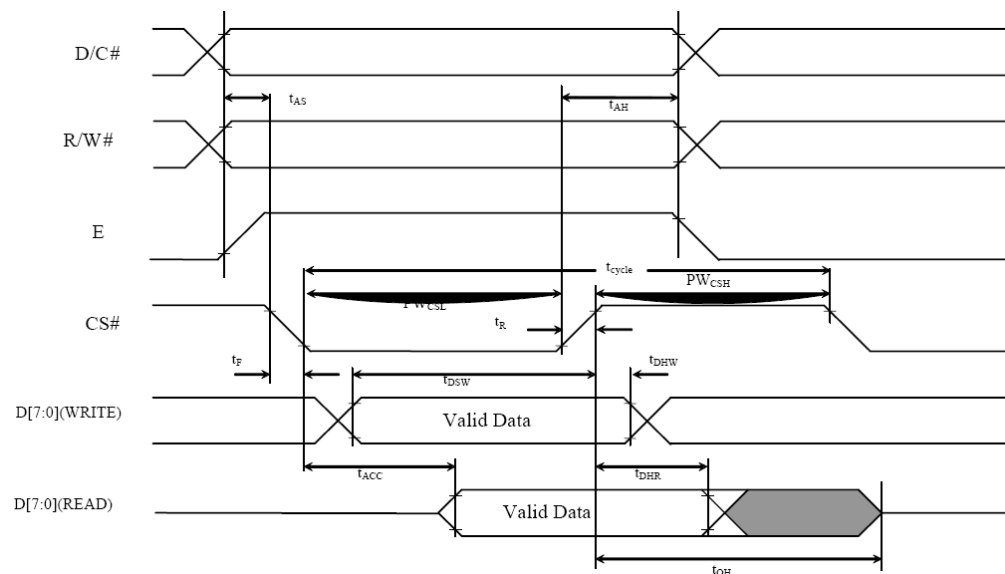 D/C#
tAS
tAH
R/W#
E
tcycle
PWCSL
PWCSH
CS#
tR
tF
tDSW
tDHW
D[7:0](WRITE)
Valid Data
tACC
tDHR
D[7:0](READ)
Valid Data
tOH